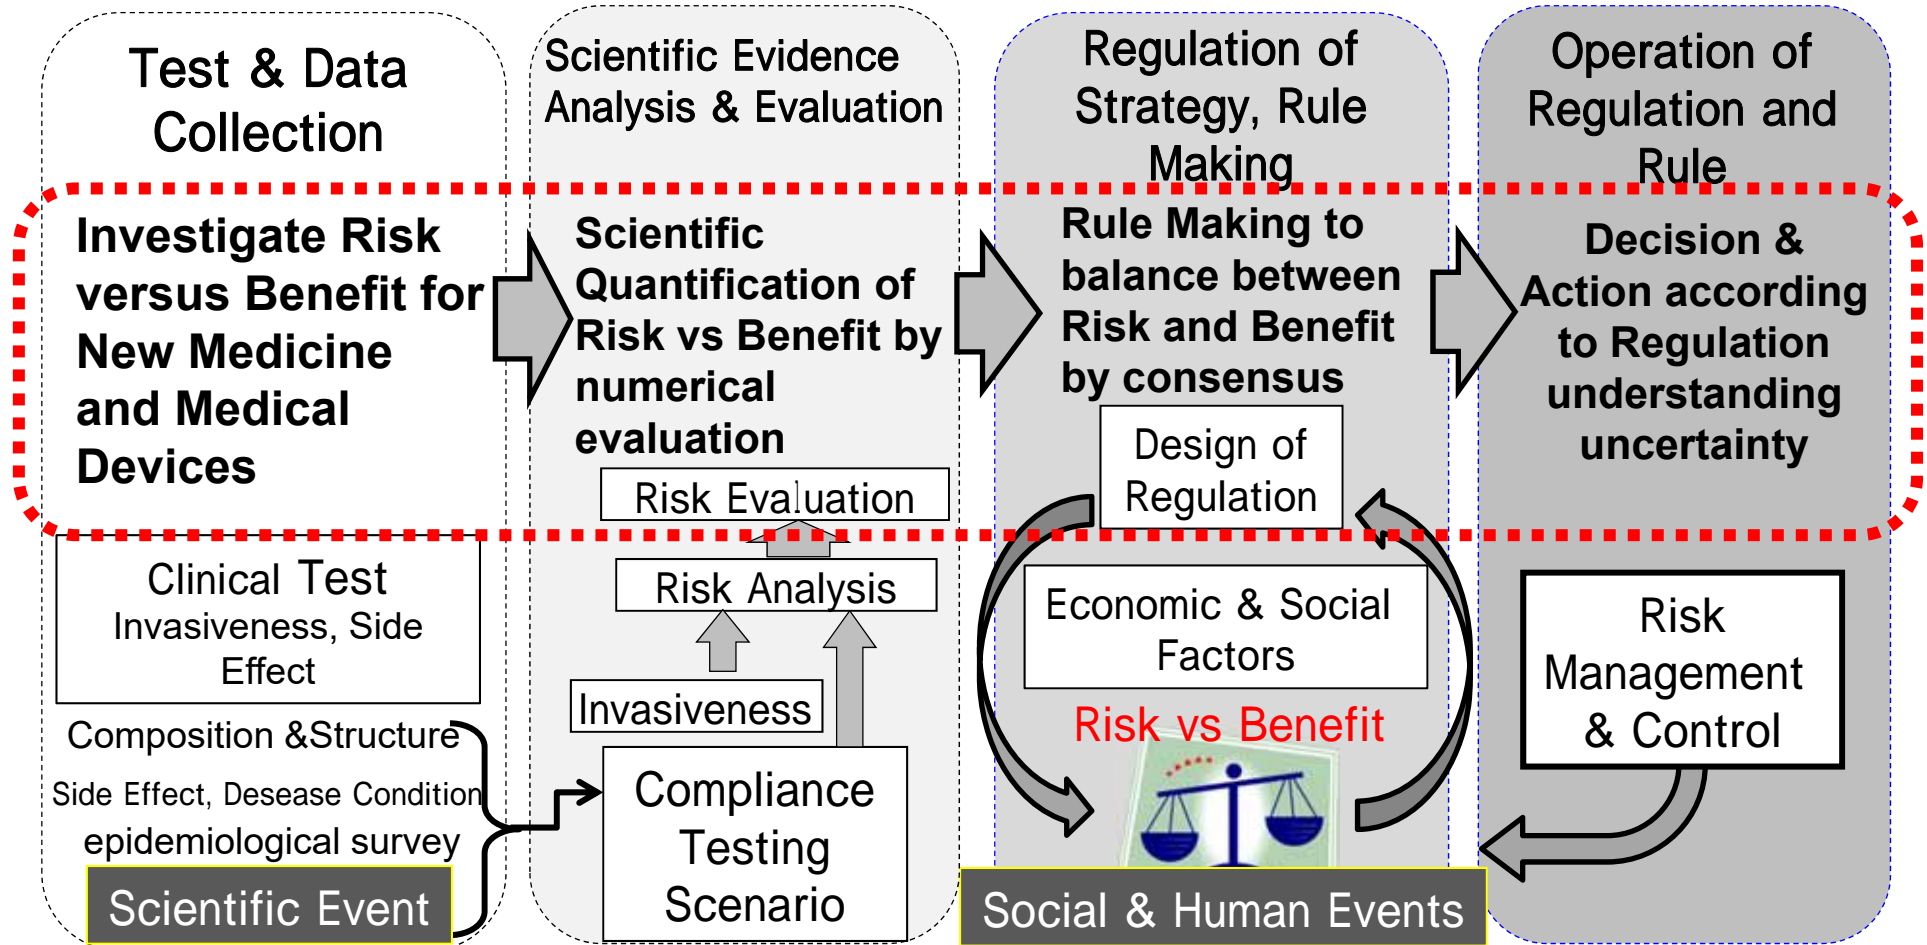 Test & Data
Collection
Scientific Evidence
Analysis & Evaluation
Regulation of
Strategy, Rule
Making
Operation of
Regulation and
Rule
Investigate Risk
versus Benefit for
New Medicine
and Medical
Devices
Scientific
Quantification of
Risk vs Benefit by
numerical
evaluation
Rule Making to
balance between
Risk and Benefit
by consensus
Decision &
Action according
to Regulation
understanding
uncertainty
Clinical Test
Invasiveness, Side
Effect
Composition &Structure
Side Effect, Desease Condition
epidemiological survey
Scientific Event
Risk Evaluation
Risk Analysis
Invasiveness
Compliance
Testing
Scenario
Design of
Regulation
Economic & Social
Factors
Risk vs Benefit
Social & Human Events
Risk
Management
& Control